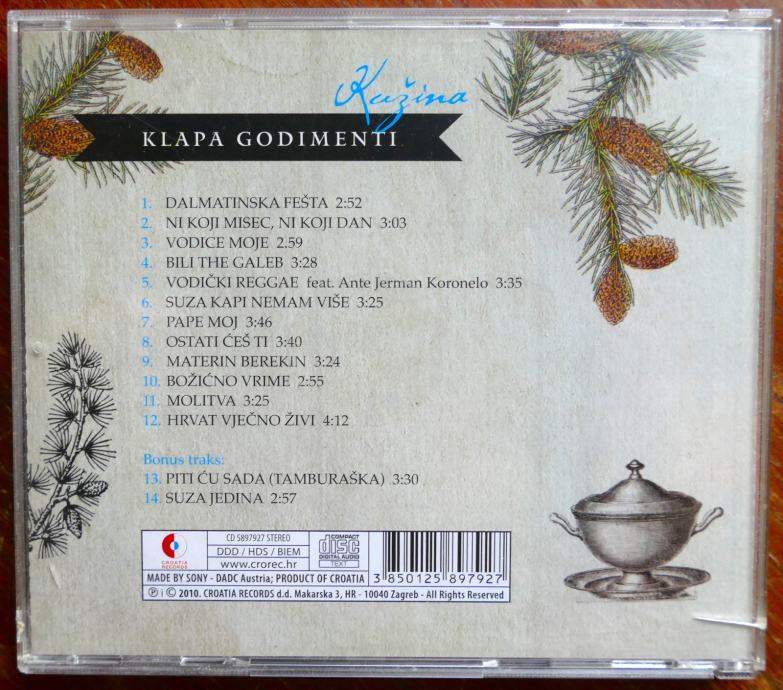 Kužina
KLAPA GODIMENTI
1. DALMATINSKA FEŠTA 2:52
2. NI KOJI MISEC, NI KOJI DAN 3:03
3. VODICE MOJE 2.59
4. BILI THE GALEB 3:28
5. VODIČKI REGGAE feat. Ante Jerman Koronelo 3:35
6. SUZA KAPI NEMAM VIŠE 3:25
7. PAPE MOJ 3:46
8. OSTATI ĆEŠ TI 3:40
9. MATERIN BEREKIN 3:24
10. BOŽIĆNO VRIME 2:55
11. MOLITVA 3:25
12. HRVAT VJEČNO ŽIVI 4:12
Bonus traks:
13. PITI ĆU SADA (TAMBURAŠKA) 3:30
14. SUZA JEDINA 2:57
CROATIA
RECORDS
CD 5897927 STEREO
DDD / HDS / BIEM
www.crorec.hr
COMPACT
disc
DIGITAL AUDIO
TEXT
MADE BY SONY - DADC Austria; PRODUCT OF CROATIA
3 850125 897927
Ⓟ i © 2010. CROATIA RECORDS d.d. Makarska 3, HR - 10040 Zagreb - All Rights Reserved